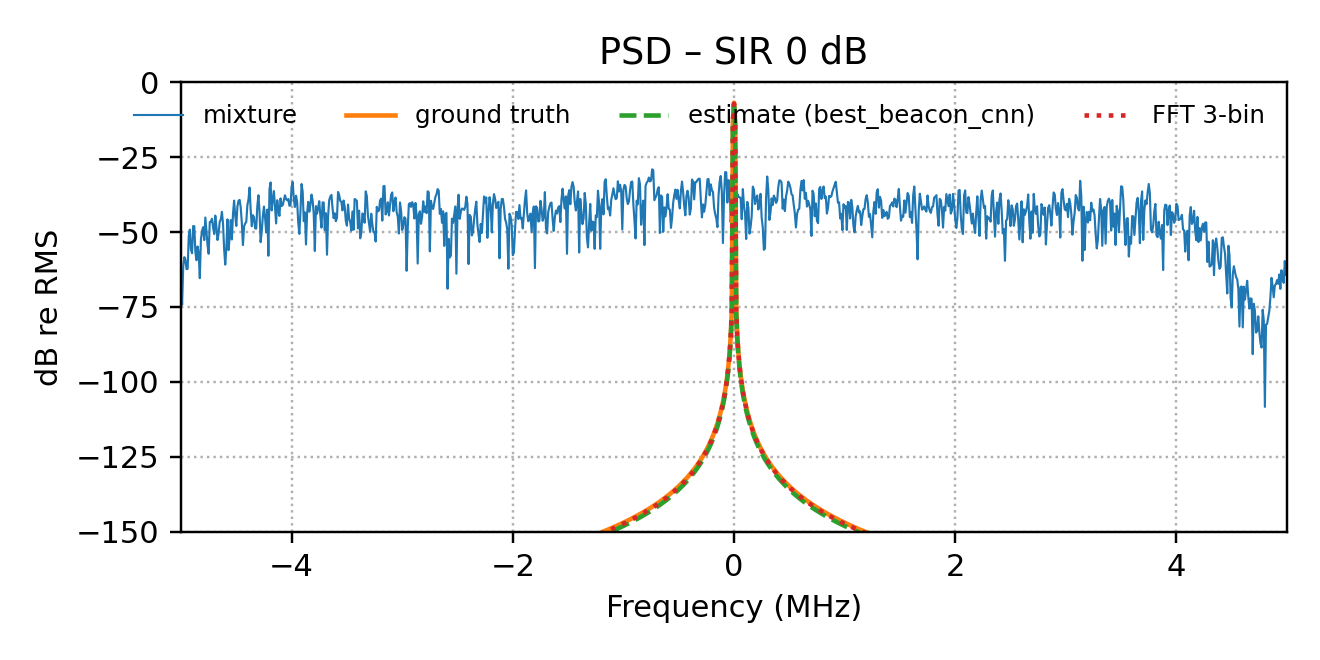 PSD – SIR 0 dB
mixture ground truth estimate (best_beacon_cnn) FFT 3-bin
0
−25
−50
−75
−100
−125
−150
dB re RMS
−4 −2 0 2 4
Frequency (MHz)